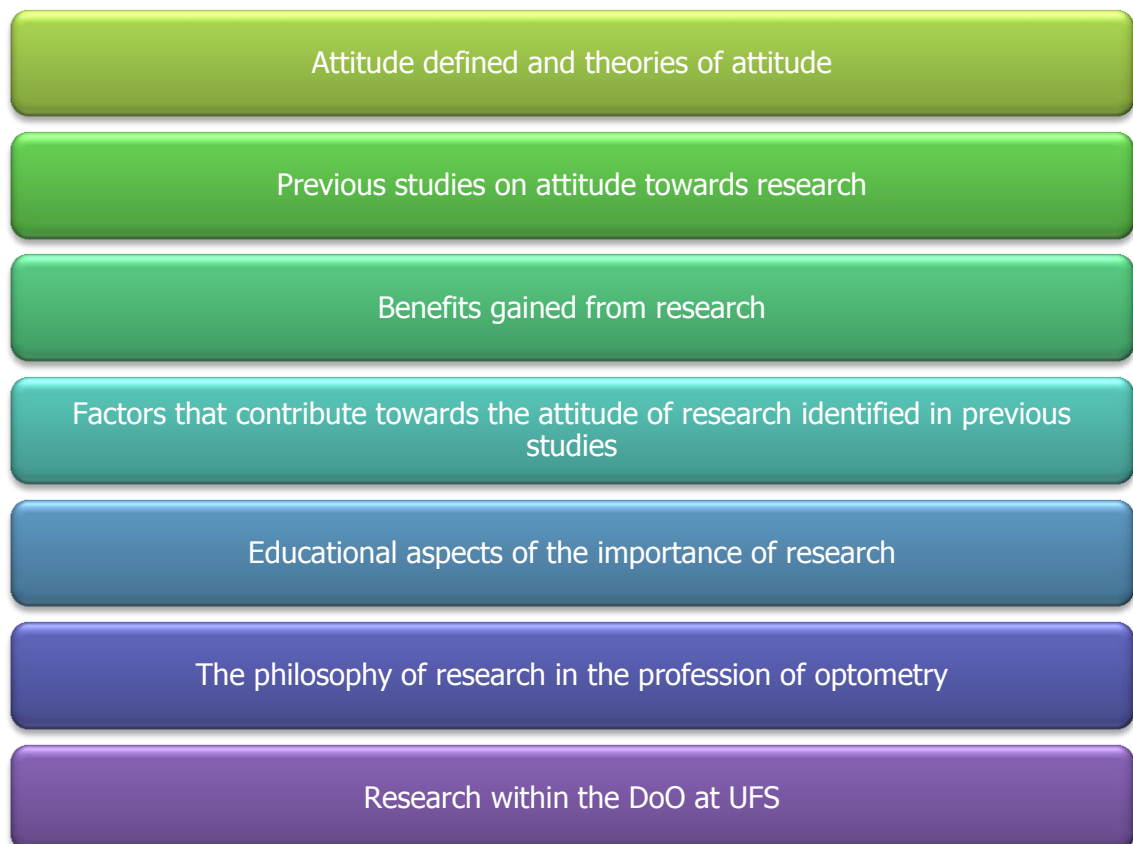 Attitude defined and theories of attitude
Previous studies on attitude towards research
Benefits gained from research
Factors that contribute towards the attitude of research identified in previous
studies
Educational aspects of the importance of research
The philosophy of research in the profession of optometry
Research within the DoO at UFS